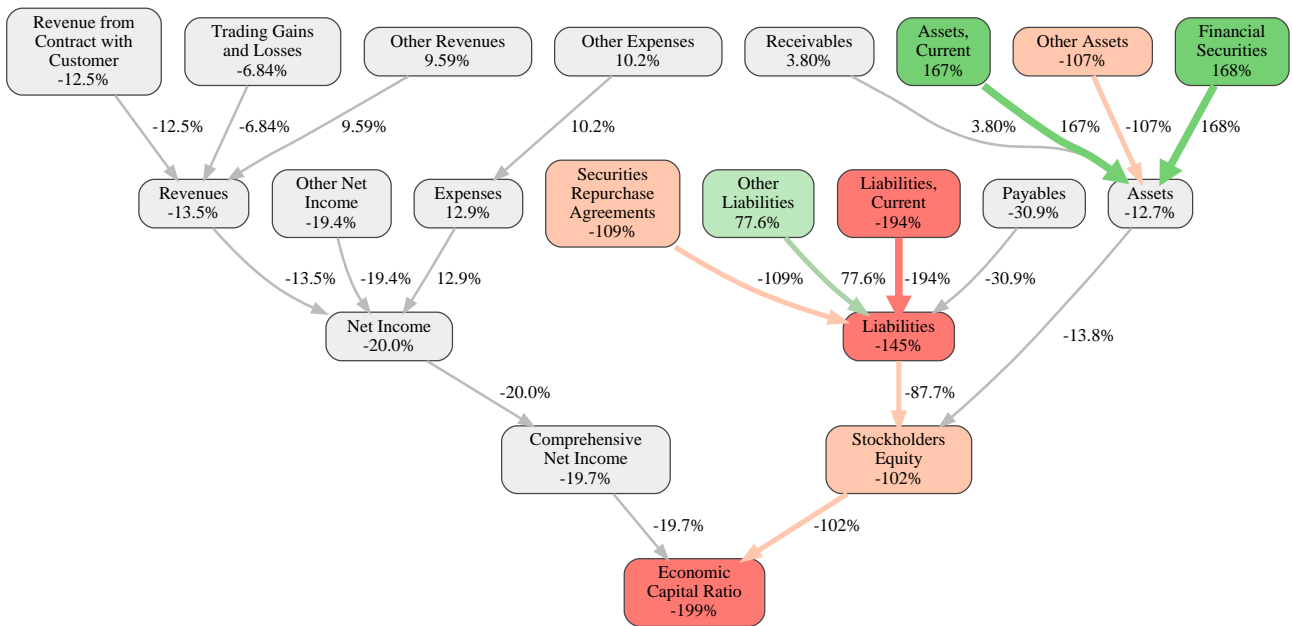 Revenue from
Contract with
Customer
-12.5%
Trading Gains
and Losses
-6.84%
Other Revenues
9.59%
Other Expenses
10.2%
Receivables
3.80%
Assets,
Current
167%
Other Assets
-107%
Financial
Securities
168%
-12.5%
-6.84%
9.59%
10.2%
3.80%
167%
-107%
168%
Revenues
-13.5%
Other Net
Income
-19.4%
Expenses
12.9%
Securities
Repurchase
Agreements
-109%
Other
Liabilities
77.6%
Liabilities,
Current
-194%
Payables
-30.9%
Assets
-12.7%
-13.5%
-19.4%
12.9%
-109%
77.6%
-194%
-30.9%
-13.8%
Net Income
-20.0%
Liabilities
-145%
-20.0%
-87.7%
Comprehensive
Net Income
-19.7%
Stockholders
Equity
-102%
-19.7%
-102%
Economic
Capital Ratio
-199%